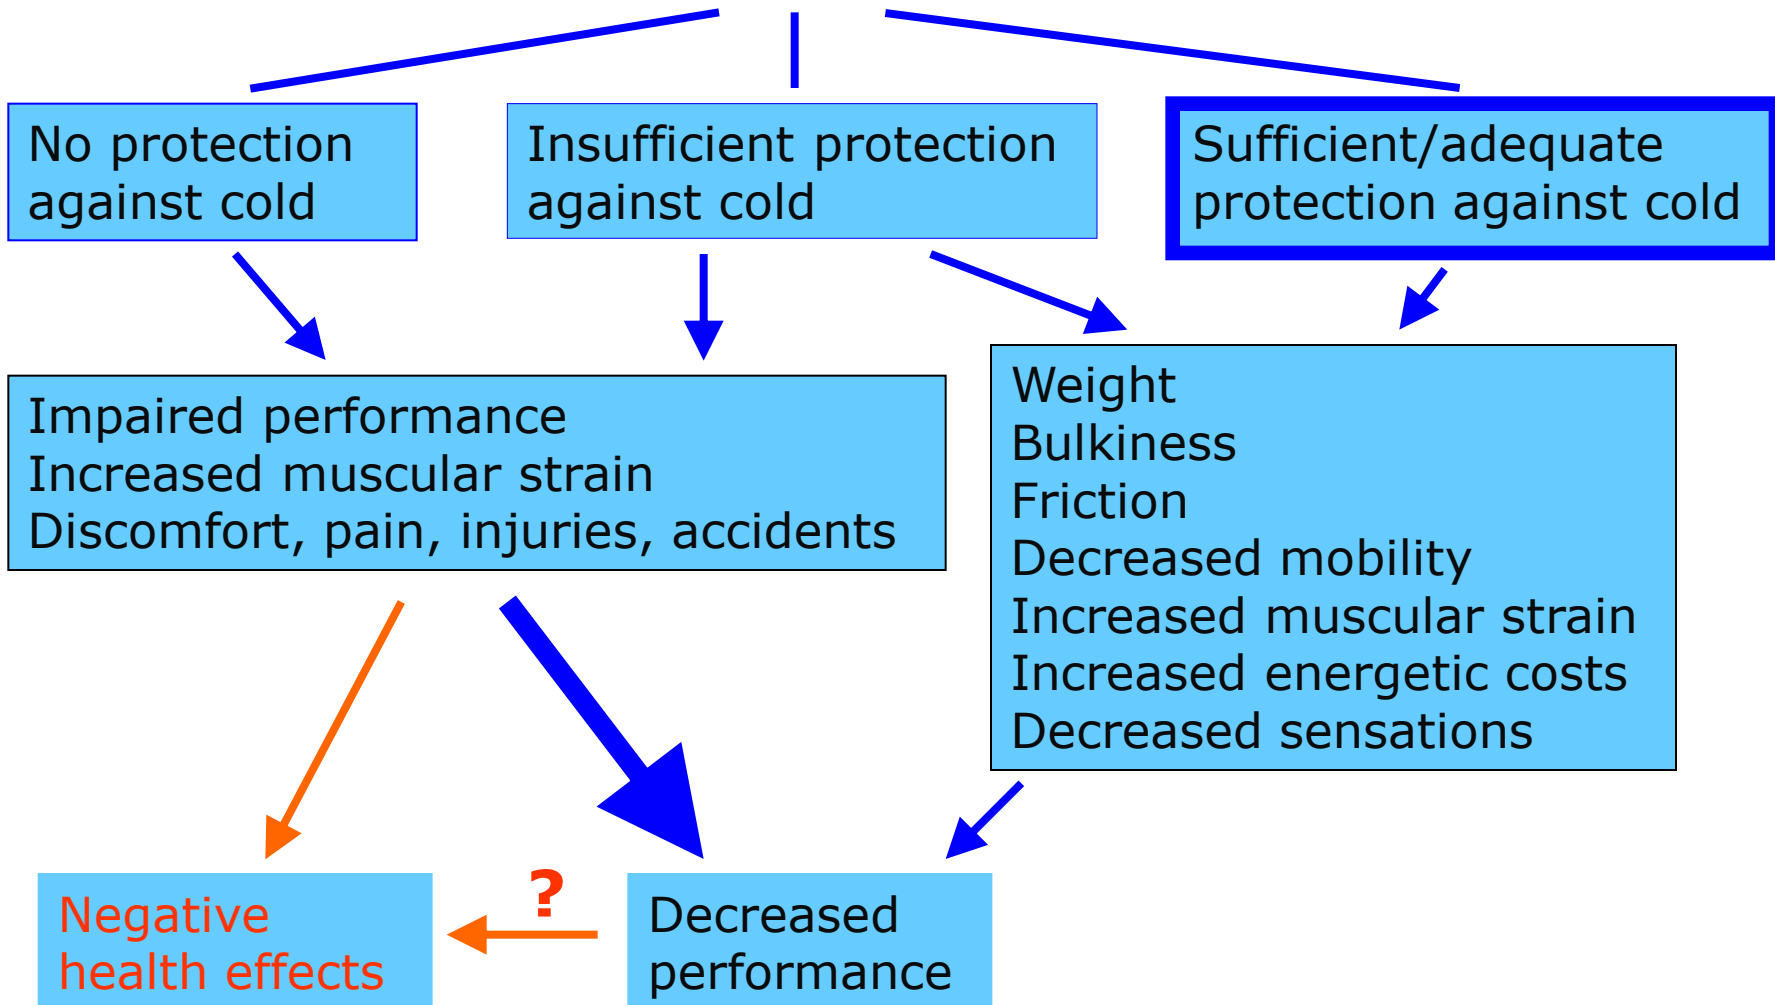 No protection
against cold
Insufficient protection
against cold
Sufficient/adequate
protection against cold
Impaired performance
Increased muscular strain
Discomfort, pain, injuries, accidents
Weight
Bulkiness
Friction
Decreased mobility
Increased muscular strain
Increased energetic costs
Decreased sensations
Negative
health effects
?
Decreased
performance